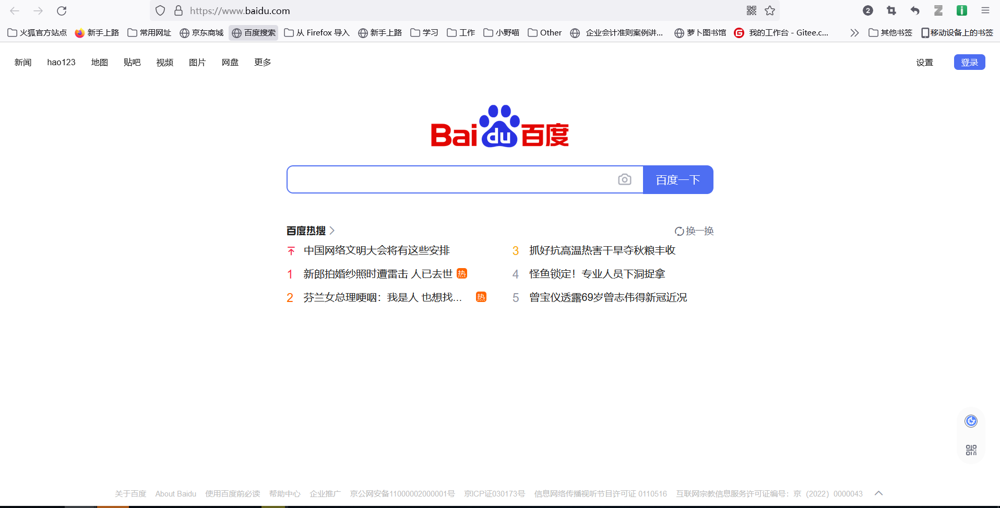 https://www.baidu.com
2
火狐官方站点 新手上路 常用网址 京东商城 百度搜索 从 Firefox 导入 新手上路 学习 工作 小野喵 Other 企业会计准则案例讲... 萝卜图书馆 我的工作台 - Gitee.c... 其他书签 移动设备上的书签
新闻 hao123 地图 贴吧 视频 图片 网盘 更多 设置 登录
Bai du 百度
百度一下
百度热搜 换一换
中国网络文明大会将有这些安排
1 新郎拍婚纱照时遭雷击 人已去世 热
2 芬兰女总理哽咽：我是人 也想找... 热
3 抓好抗高温热害干旱夺秋粮丰收
4 怪鱼锁定！专业人员下洞捉拿
5 曾宝仪透露69岁曾志伟得新冠近况
关于百度 About Baidu 使用百度前必读 帮助中心 企业推广 京公网安备11000002000001号 京ICP证030173号 信息网络传播视听节目许可证 0110516 互联网宗教信息服务许可证编号：京（2022）0000043